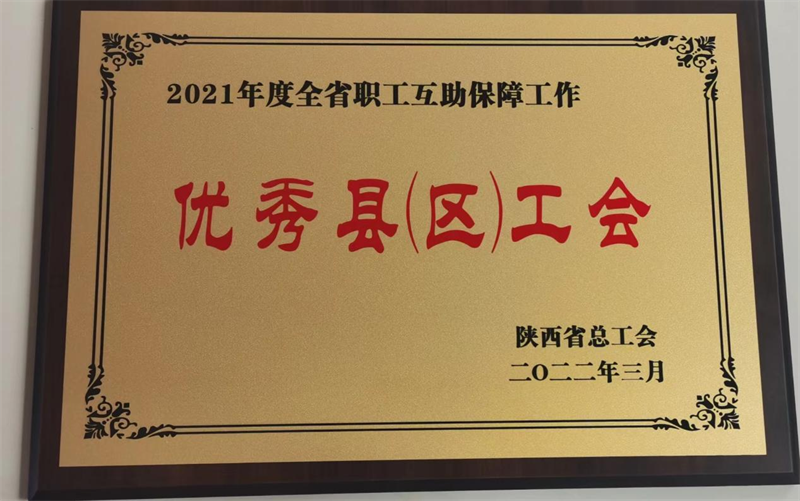 2021年度全省职工互助保障工作
优秀县(区)工会
陕西省总工会
二〇二二年三月